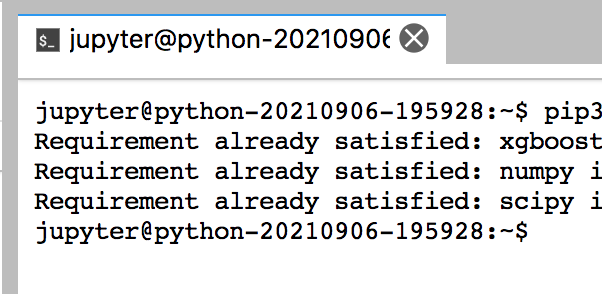 $_ jupyter@python-20210906
jupyter@python-20210906-195928:~$ pip3
Requirement already satisfied: xgboost
Requirement already satisfied: numpy i
Requirement already satisfied: scipy i
jupyter@python-20210906-195928:~$